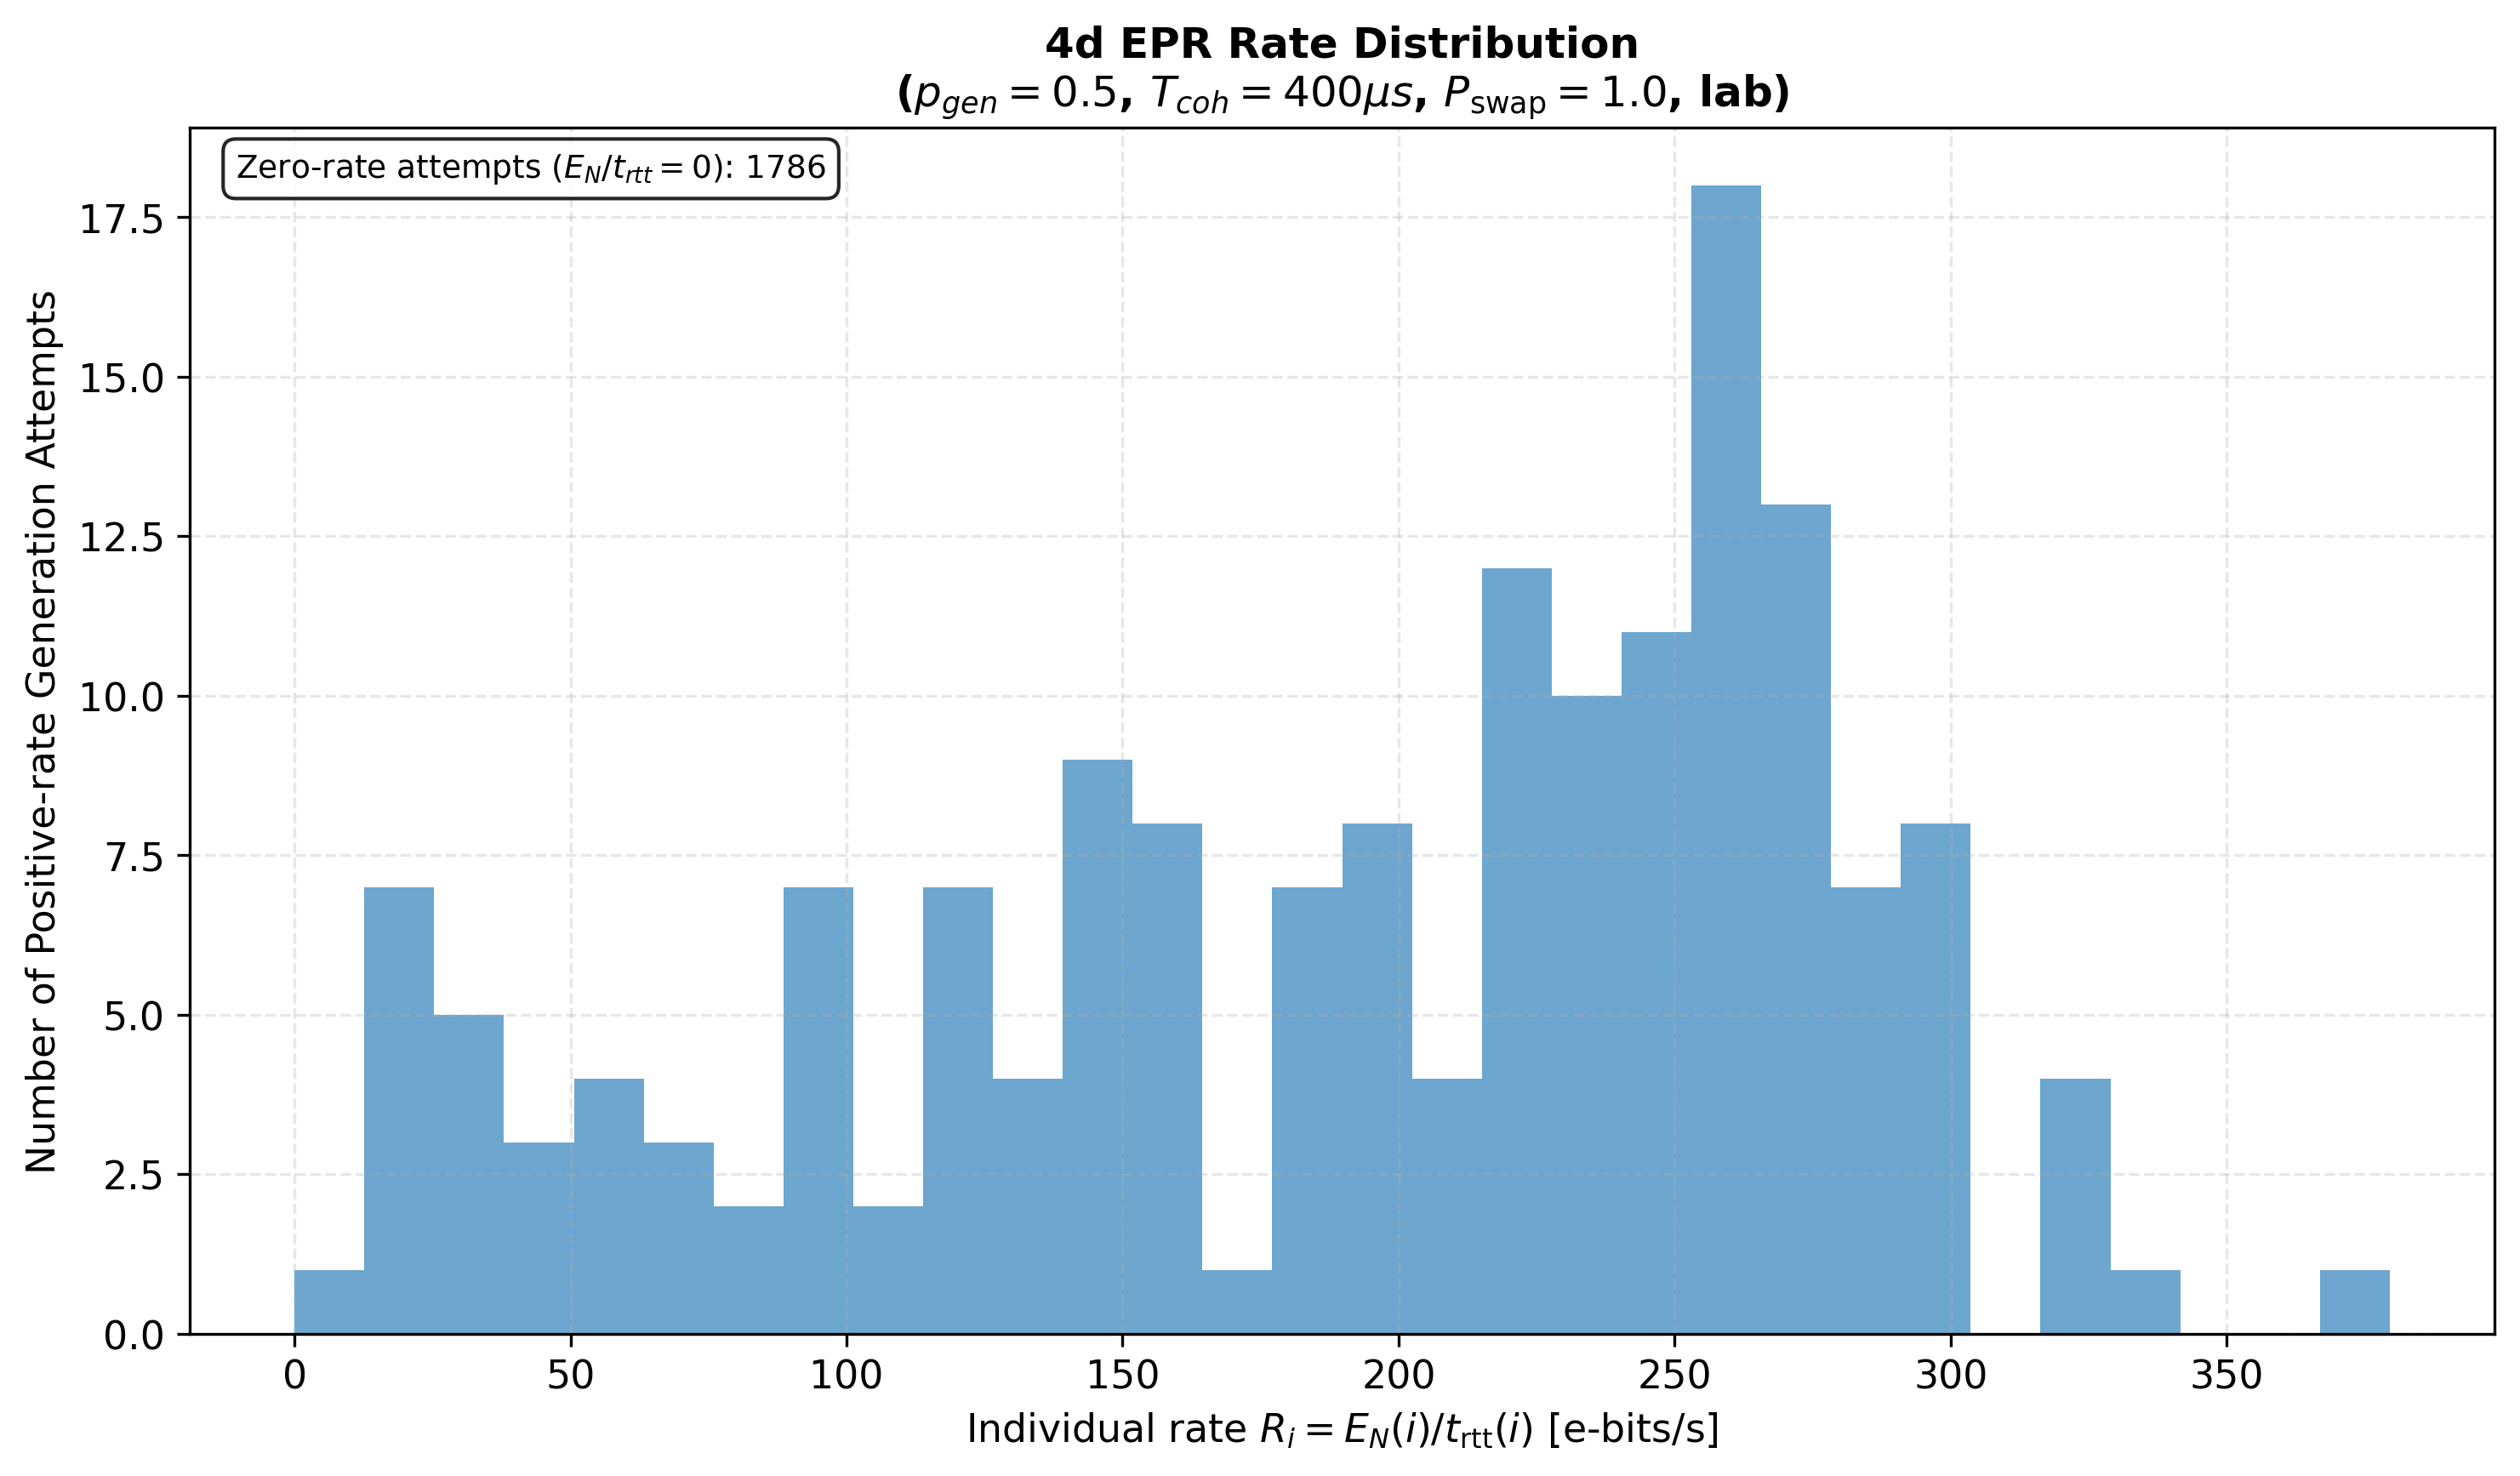 4d EPR Rate Distribution
(p_gen = 0.5, T_coh = 400μs, P_swap = 1.0, lab)
Zero-rate attempts (E_N/t_rtt = 0): 1786
Number of Positive-rate Generation Attempts
17.5
15.0
12.5
10.0
7.5
5.0
2.5
0.0
0 50 100 150 200 250 300 350
Individual rate R_i = E_N(i)/t_rtt(i) [e-bits/s]